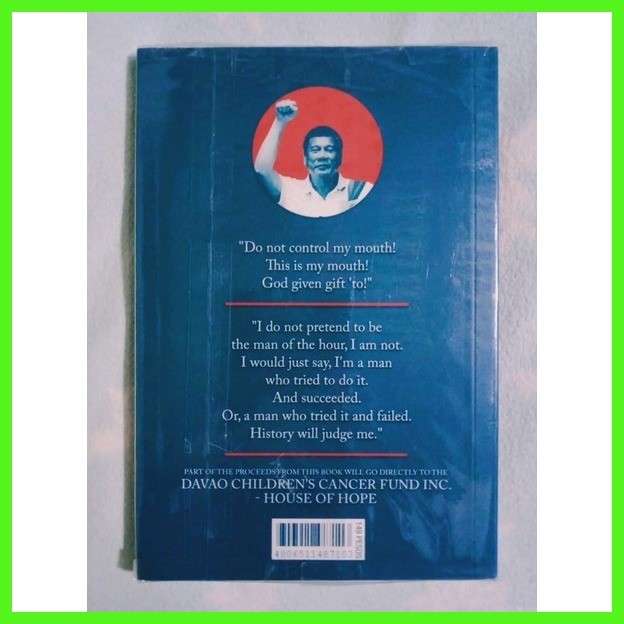 "Do not control my mouth!
This is my mouth!
God given gift 'to!"
"I do not pretend to be
the man of the hour, I am not.
I would just say, I'm a man
who tried to do it.
And succeeded.
Or, a man who tried it and failed.
History will judge me."
PART OF THE PROCEEDS FROM THIS BOOK WILL GO DIRECTLY TO THE
DAVAO CHILDREN'S CANCER FUND INC.
- HOUSE OF HOPE
149 PESOS
4806511487103